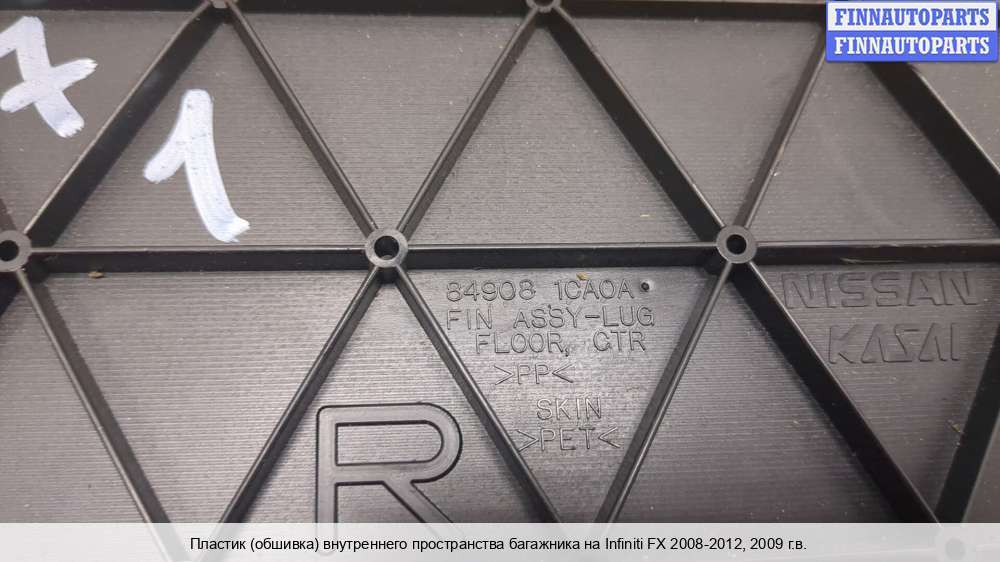 FINNAUTOPARTS
FINNAUTOPARTS
7
1
84908 1CA0A
FIN ASSY-LUG
FLOOR, CTR
>PP<
SKIN
>PET<
NISSAN
KASAI
R
Пластик (обшивка) внутреннего пространства багажника на Infiniti FX 2008-2012, 2009 г.в.